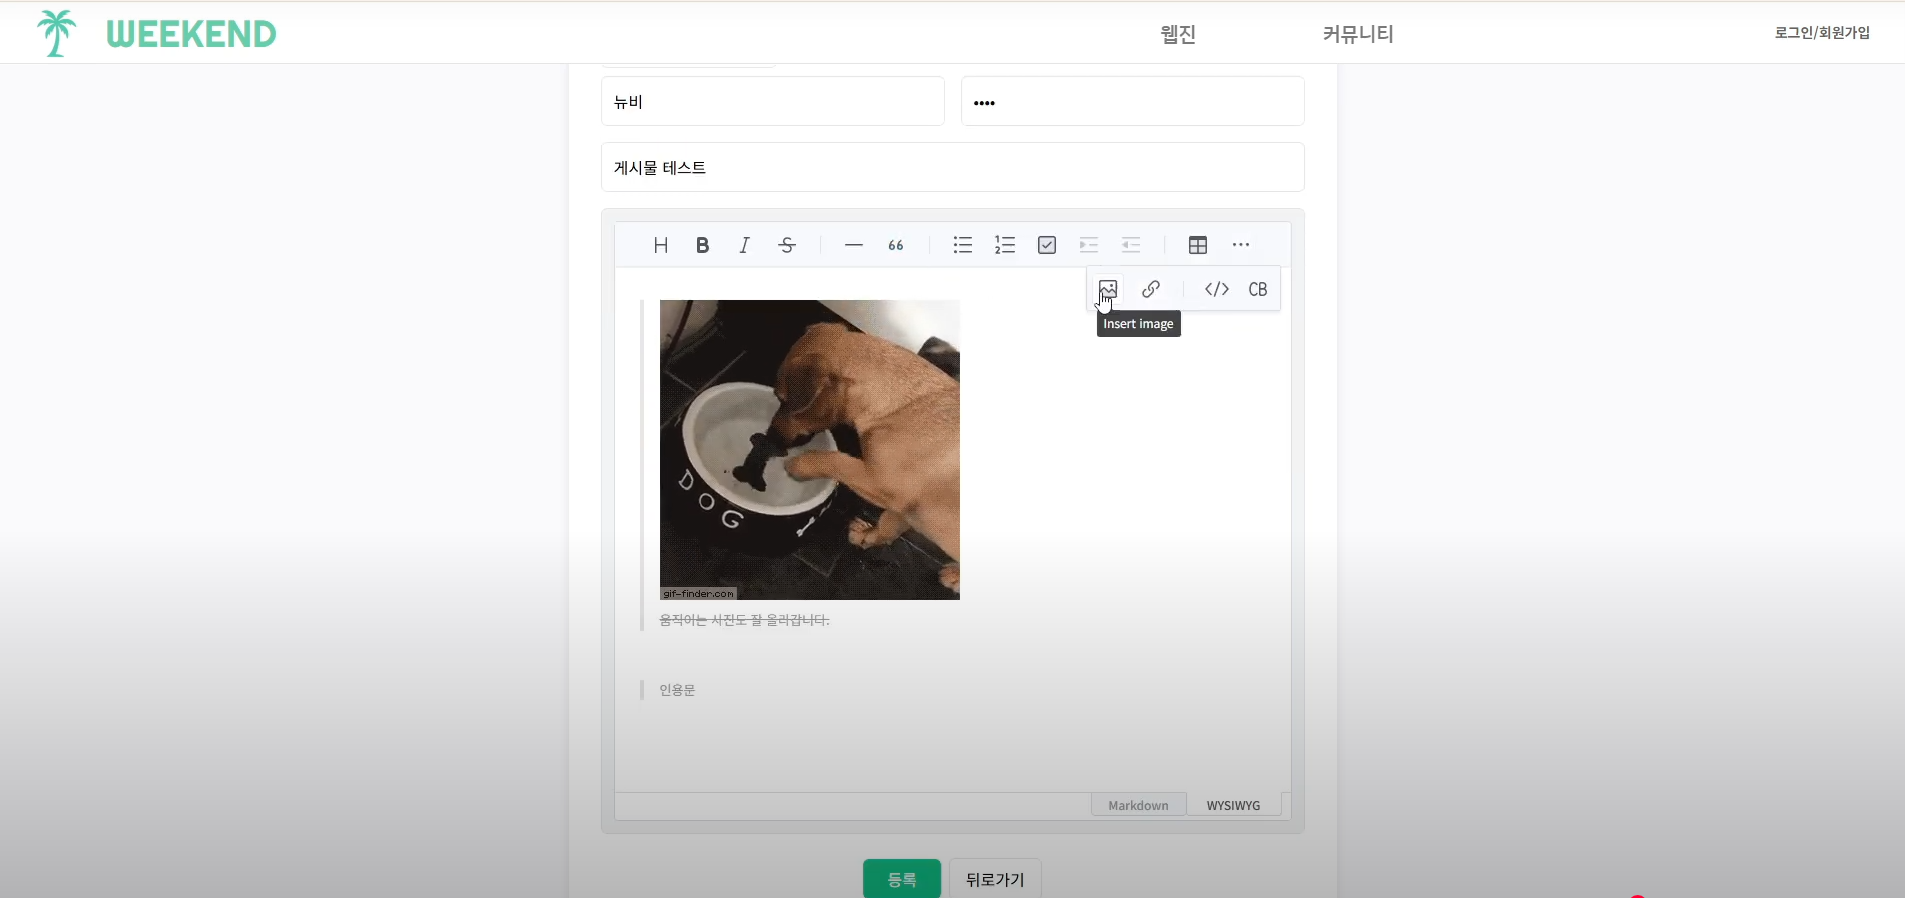 WEEKEND 웹진 커뮤니티 로그인/회원가입
뉴비 ••••
게시물 테스트
H B I S 66 ...
</> CB
Insert image
DOG
gif-finder.com
움직이는 사진도 잘 올라갑니다.
인용문
Markdown WYSIWYG
등록 뒤로가기